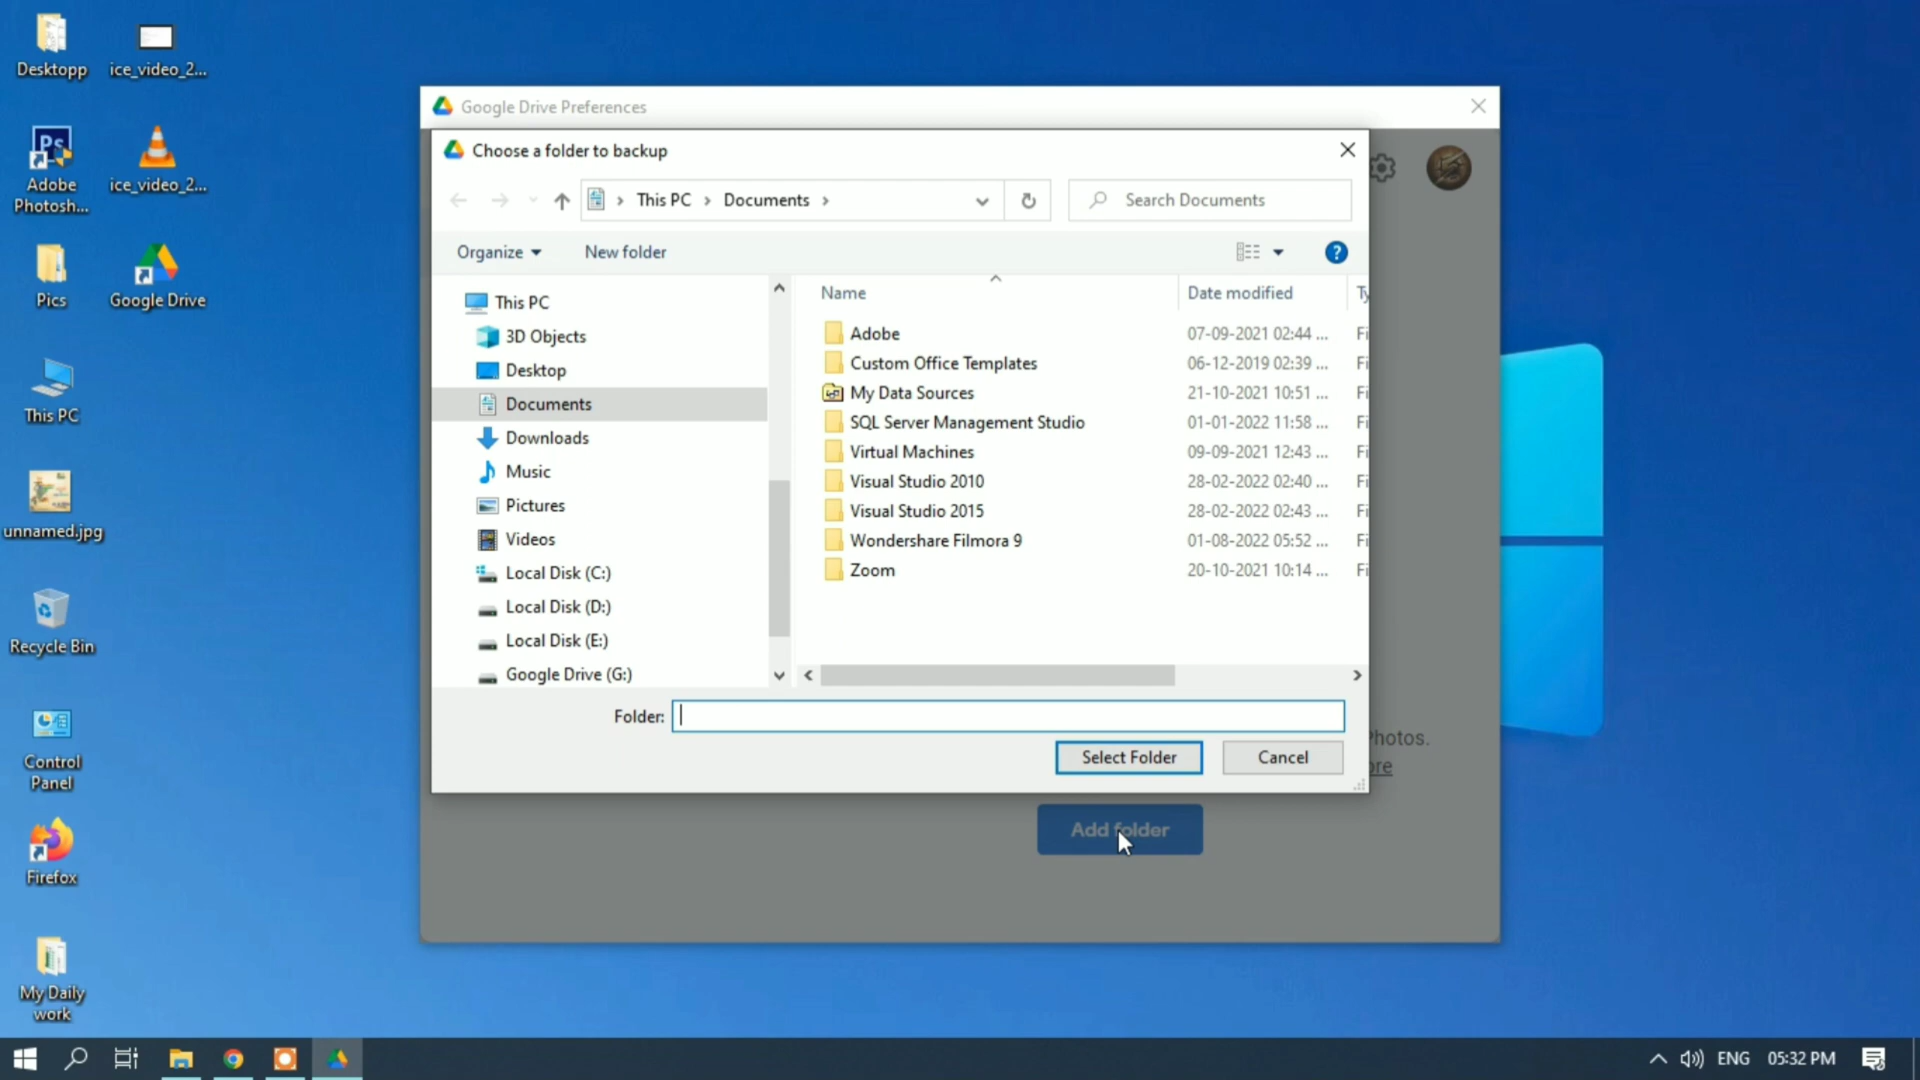 Desktopp
ice_video_2...
Adobe
Photosh...
ice_video_2...
Pics
Google Drive
This PC
unnamed.jpg
Recycle Bin
Control
Panel
Firefox
My Daily
work
Google Drive Preferences
Choose a folder to backup
This PC
Documents
Search Documents
Organize
New folder
?
This PC
3D Objects
Desktop
Documents
Downloads
Music
Pictures
Videos
Local Disk (C:)
Local Disk (D:)
Local Disk (E:)
Google Drive (G:)
Name Date modified Ty
Adobe 07-09-2021 02:44 ... Fi
Custom Office Templates 06-12-2019 02:39 ... Fi
My Data Sources 21-10-2021 10:51 ... Fi
SQL Server Management Studio 01-01-2022 11:58 ... Fi
Virtual Machines 09-09-2021 12:43 ... Fi
Visual Studio 2010 28-02-2022 02:40 ... Fi
Visual Studio 2015 28-02-2022 02:43 ... Fi
Wondershare Filmora 9 01-08-2022 05:52 ... Fi
Zoom 20-10-2021 10:14 ... Fi
Folder:
Select Folder
Cancel
Photos.
ore
Add folder
ENG 05:32 PM